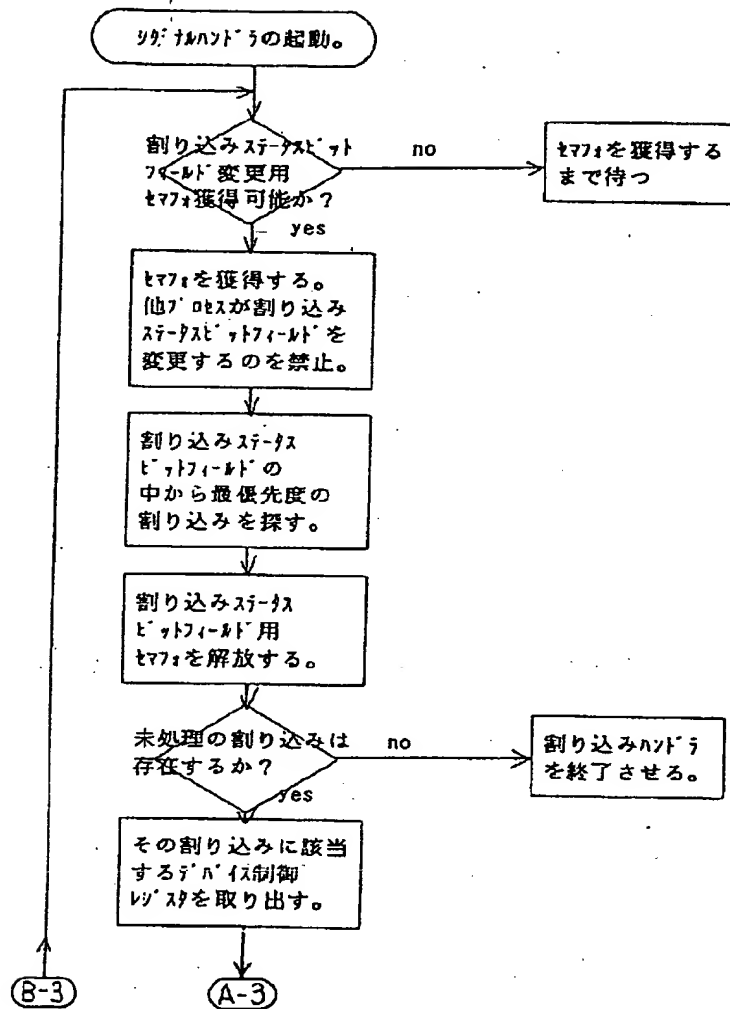 ｼｸﾞﾅﾙﾊﾝﾄﾞﾗの起動。
割り込みｽﾃｰﾀｽﾋﾞｯﾄ
ﾌｨｰﾙﾄﾞ変更用
ｾﾏﾌｫ獲得可能か？
no
ｾﾏﾌｫを獲得する
まで待つ
yes
ｾﾏﾌｫを獲得する。
他ﾌﾟﾛｾｽが割り込み
ｽﾃｰﾀｽﾋﾞｯﾄﾌｨｰﾙﾄﾞを
変更するのを禁止。
割り込みｽﾃｰﾀｽ
ﾋﾞｯﾄﾌｨｰﾙﾄﾞの
中から最優先度の
割り込みを探す。
割り込みｽﾃｰﾀｽ
ﾋﾞｯﾄﾌｨｰﾙﾄﾞ用
ｾﾏﾌｫを解放する。
未処理の割り込みは
存在するか？
no
割り込みﾊﾝﾄﾞﾗ
を終了させる。
yes
その割り込みに該当
するﾃﾞﾊﾞｲｽ制御
ﾚｼﾞｽﾀを取り出す。
B-3
A-3